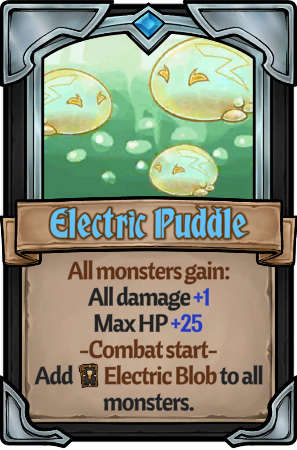 Electric Puddle
All monsters gain:
All damage +1
Max HP +25
-Combat start-
Add Electric Blob to all
monsters.